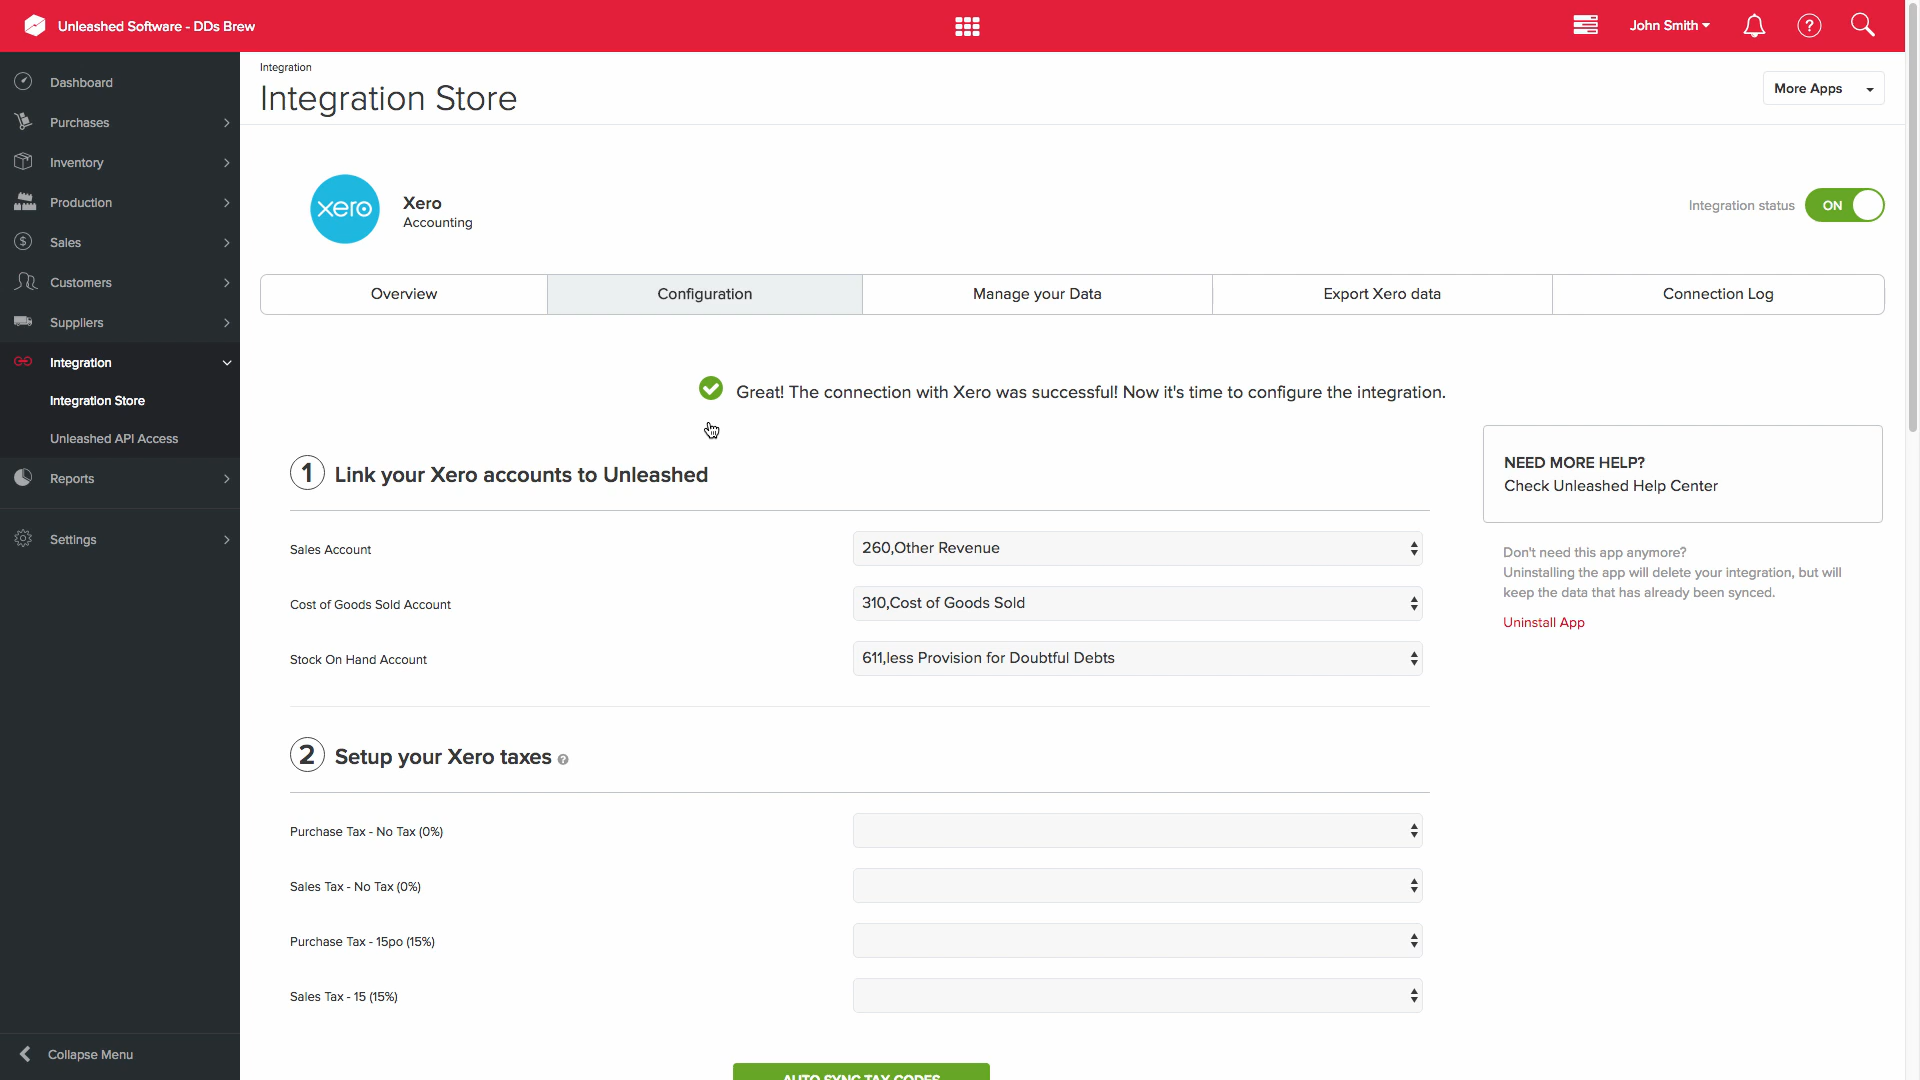 Unleashed Software - DDs Brew
John Smith
?
Dashboard
Purchases
Inventory
Production
Sales
Customers
Suppliers
Integration
Integration Store
Unleashed API Access
Reports
Settings
Collapse Menu
Integration
Integration Store
More Apps
xero
Xero
Accounting
Integration status
ON
Overview
Configuration
Manage your Data
Export Xero data
Connection Log
Great! The connection with Xero was successful! Now it's time to configure the integration.
1 Link your Xero accounts to Unleashed
Sales Account
260,Other Revenue
Cost of Goods Sold Account
310,Cost of Goods Sold
Stock On Hand Account
611,less Provision for Doubtful Debts
2 Setup your Xero taxes ?
Purchase Tax - No Tax (0%)
Sales Tax - No Tax (0%)
Purchase Tax - 15po (15%)
Sales Tax - 15 (15%)
AUTO SYNC TAX CODES
NEED MORE HELP?
Check Unleashed Help Center
Don't need this app anymore?
Uninstalling the app will delete your integration, but will
keep the data that has already been synced.
Uninstall App